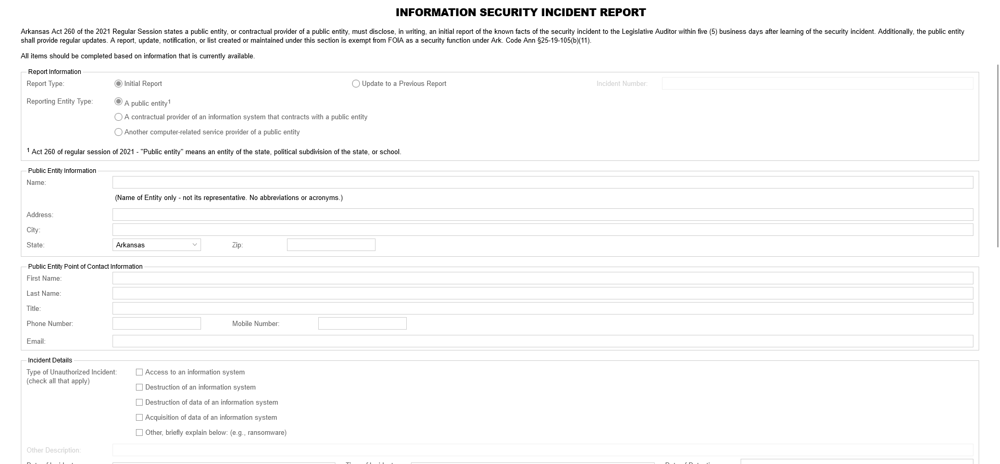 INFORMATION SECURITY INCIDENT REPORT
Arkansas Act 260 of the 2021 Regular Session states a public entity, or contractual provider of a public entity, must disclose, in writing, an initial report of the known facts of the security incident to the Legislative Auditor within five (5) business days after learning of the security incident. Additionally, the public entity
shall provide regular updates. A report, update, notification, or list created or maintained under this section is exempt from FOIA as a security function under Ark. Code Ann §25-19-105(b)(11).
All items should be completed based on information that is currently available.
Report Information
Report Type: Initial Report Update to a Previous Report Incident Number:
Reporting Entity Type: A public entity¹
A contractual provider of an information system that contracts with a public entity
Another computer-related service provider of a public entity
¹ Act 260 of regular session of 2021 - "Public entity" means an entity of the state, political subdivision of the state, or school.
Public Entity Information
Name:
(Name of Entity only - not its representative. No abbreviations or acronyms.)
Address:
City:
State: Arkansas Zip:
Public Entity Point of Contact Information
First Name:
Last Name:
Title:
Phone Number: Mobile Number:
Email:
Incident Details
Type of Unauthorized Incident: Access to an information system
(check all that apply)
Destruction of an information system
Destruction of data of an information system
Acquisition of data of an information system
Other, briefly explain below: (e.g., ransomware)
Other Description: